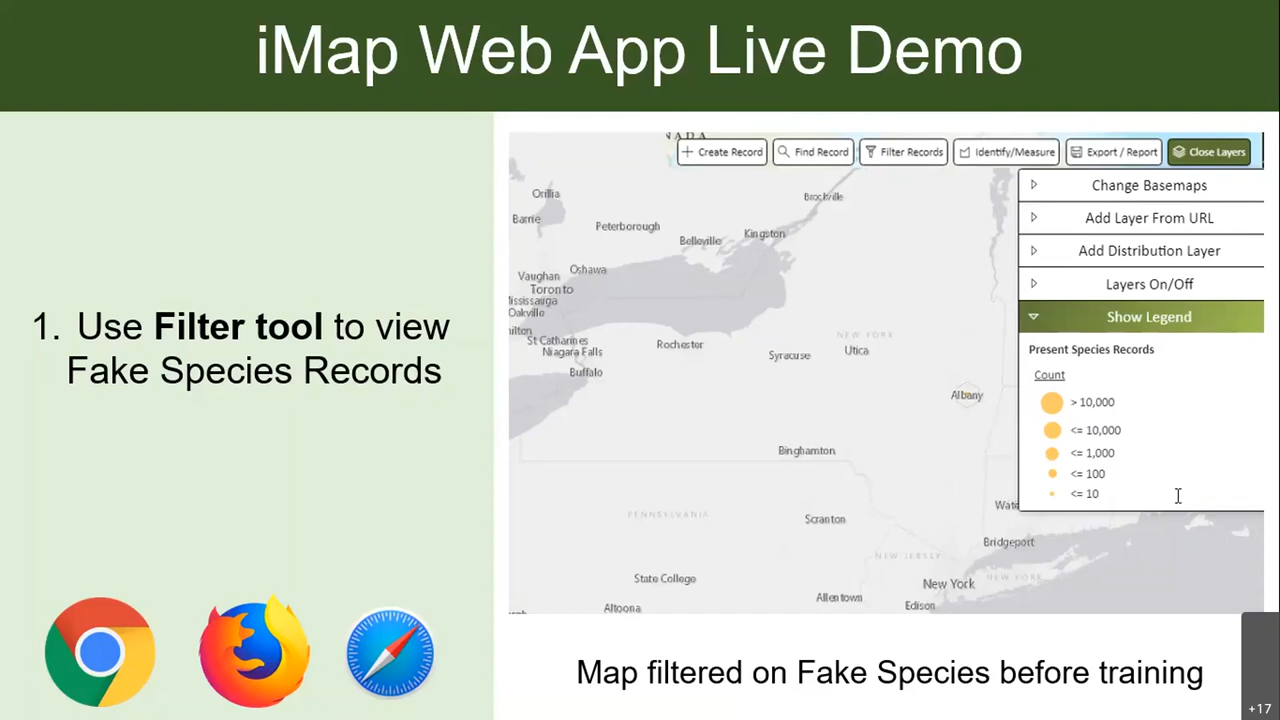 iMap Web App Live Demo
1. Use Filter tool to view
Fake Species Records
NADA
Create Record
Find Record
Filter Records
Identify/Measure
Export / Report
Close Layers
Change Basemaps
Add Layer From URL
Add Distribution Layer
Layers On/Off
Show Legend
Present Species Records
Count
> 10,000
<= 10,000
<= 1,000
<= 100
<= 10
Orillia
Barrie
Brockville
Peterborough
Belleville
Kingston
Vaughan
Oshawa
Toronto
Mississauga
Oakville
St Catharines
Niagara Falls
Buffalo
Rochester
NEW YORK
Syracuse
Utica
Albany
Binghamton
PENNSYLVANIA
Scranton
Bridgeport
NEW JERSEY
NEW YORK
State College
New York
Allentown
Edison
Altoona
Map filtered on Fake Species before training
+17